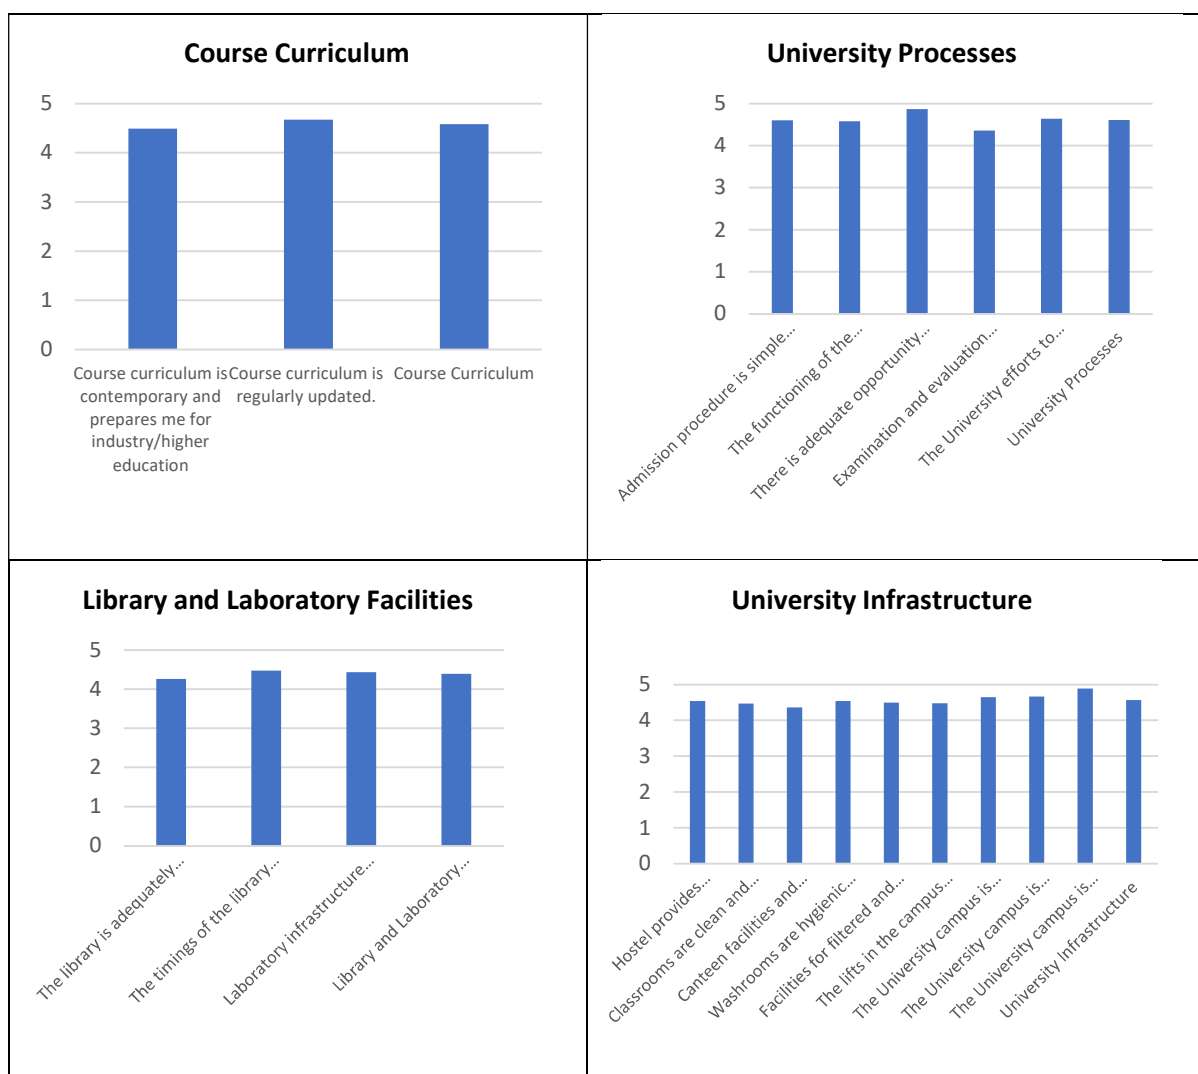 Course Curriculum
5
4
3
2
1
0
Course curriculum is
contemporary and
prepares me for
industry/higher
education
Course curriculum is
regularly updated.
Course Curriculum
University Processes
5
4
3
2
1
0
Admission procedure is simple...
The functioning of the...
There is adequate opportunity...
Examination and evaluation...
The University efforts to...
University Processes
Library and Laboratory Facilities
5
4
3
2
1
0
The library is adequately...
The timings of the library...
Laboratory infrastructure...
Library and Laboratory...
University Infrastructure
5
4
3
2
1
0
Hostel provides...
Classrooms are clean and...
Canteen facilities and...
Washrooms are hygienic...
Facilities for filtered and...
The lifts in the campus...
The University campus is...
The University campus is...
The University campus is...
University Infrastructure